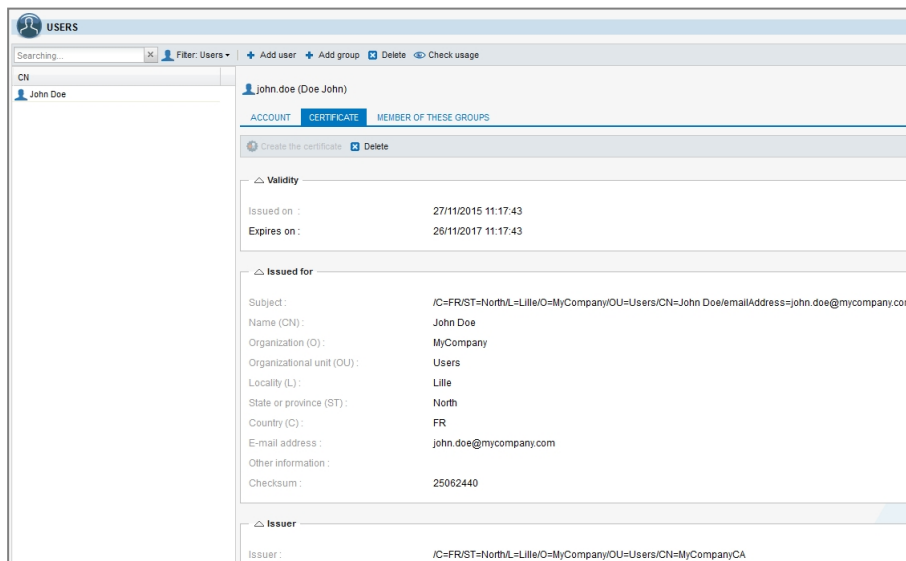 USERS
Searching... Filter: Users Add user Add group Delete Check usage
CN
John Doe
john.doe (Doe John)
ACCOUNT CERTIFICATE MEMBER OF THESE GROUPS
Create the certificate Delete
Validity
Issued on : 27/11/2015 11:17:43
Expires on : 26/11/2017 11:17:43
Issued for
Subject : /C=FR/ST=North/L=Lille/O=MyCompany/OU=Users/CN=John Doe/emailAddress=john.doe@mycompany.co
Name (CN) : John Doe
Organization (O) : MyCompany
Organizational unit (OU) : Users
Locality (L) : Lille
State or province (ST) : North
Country (C) : FR
E-mail address : john.doe@mycompany.com
Other information :
Checksum : 25062440
Issuer
Issuer : /C=FR/ST=North/L=Lille/O=MyCompany/OU=Users/CN=MyCompanyCA